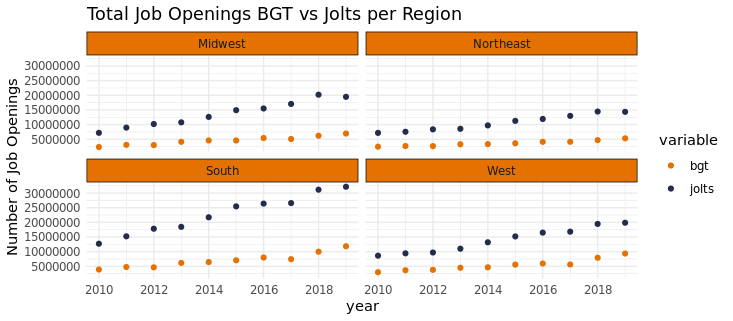 Total Job Openings BGT vs Jolts per Region
Midwest
Northeast
30000000
25000000
20000000
15000000
10000000
5000000
South
West
30000000
25000000
20000000
15000000
10000000
5000000
2010 2012 2014 2016 2018
2010 2012 2014 2016 2018
year
Number of Job Openings
variable
bgt
jolts